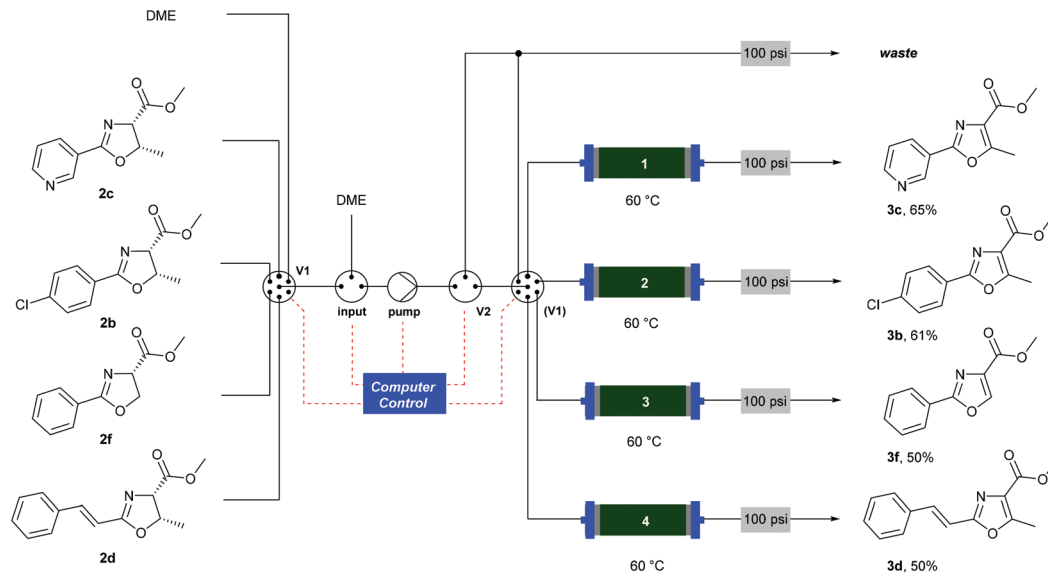 DME
100 psi
waste
N
O
O
O
N
2c
1
60 °C
100 psi
N
O
O
O
N
3c, 65%
DME
N
O
O
O
Cl
2b
V1
input
pump
V2
(V1)
2
60 °C
100 psi
N
O
O
O
Cl
3b, 61%
Computer
Control
N
O
O
O
2f
3
60 °C
100 psi
N
O
O
O
3f, 50%
N
O
O
O
2d
4
60 °C
100 psi
N
O
O
O
3d, 50%